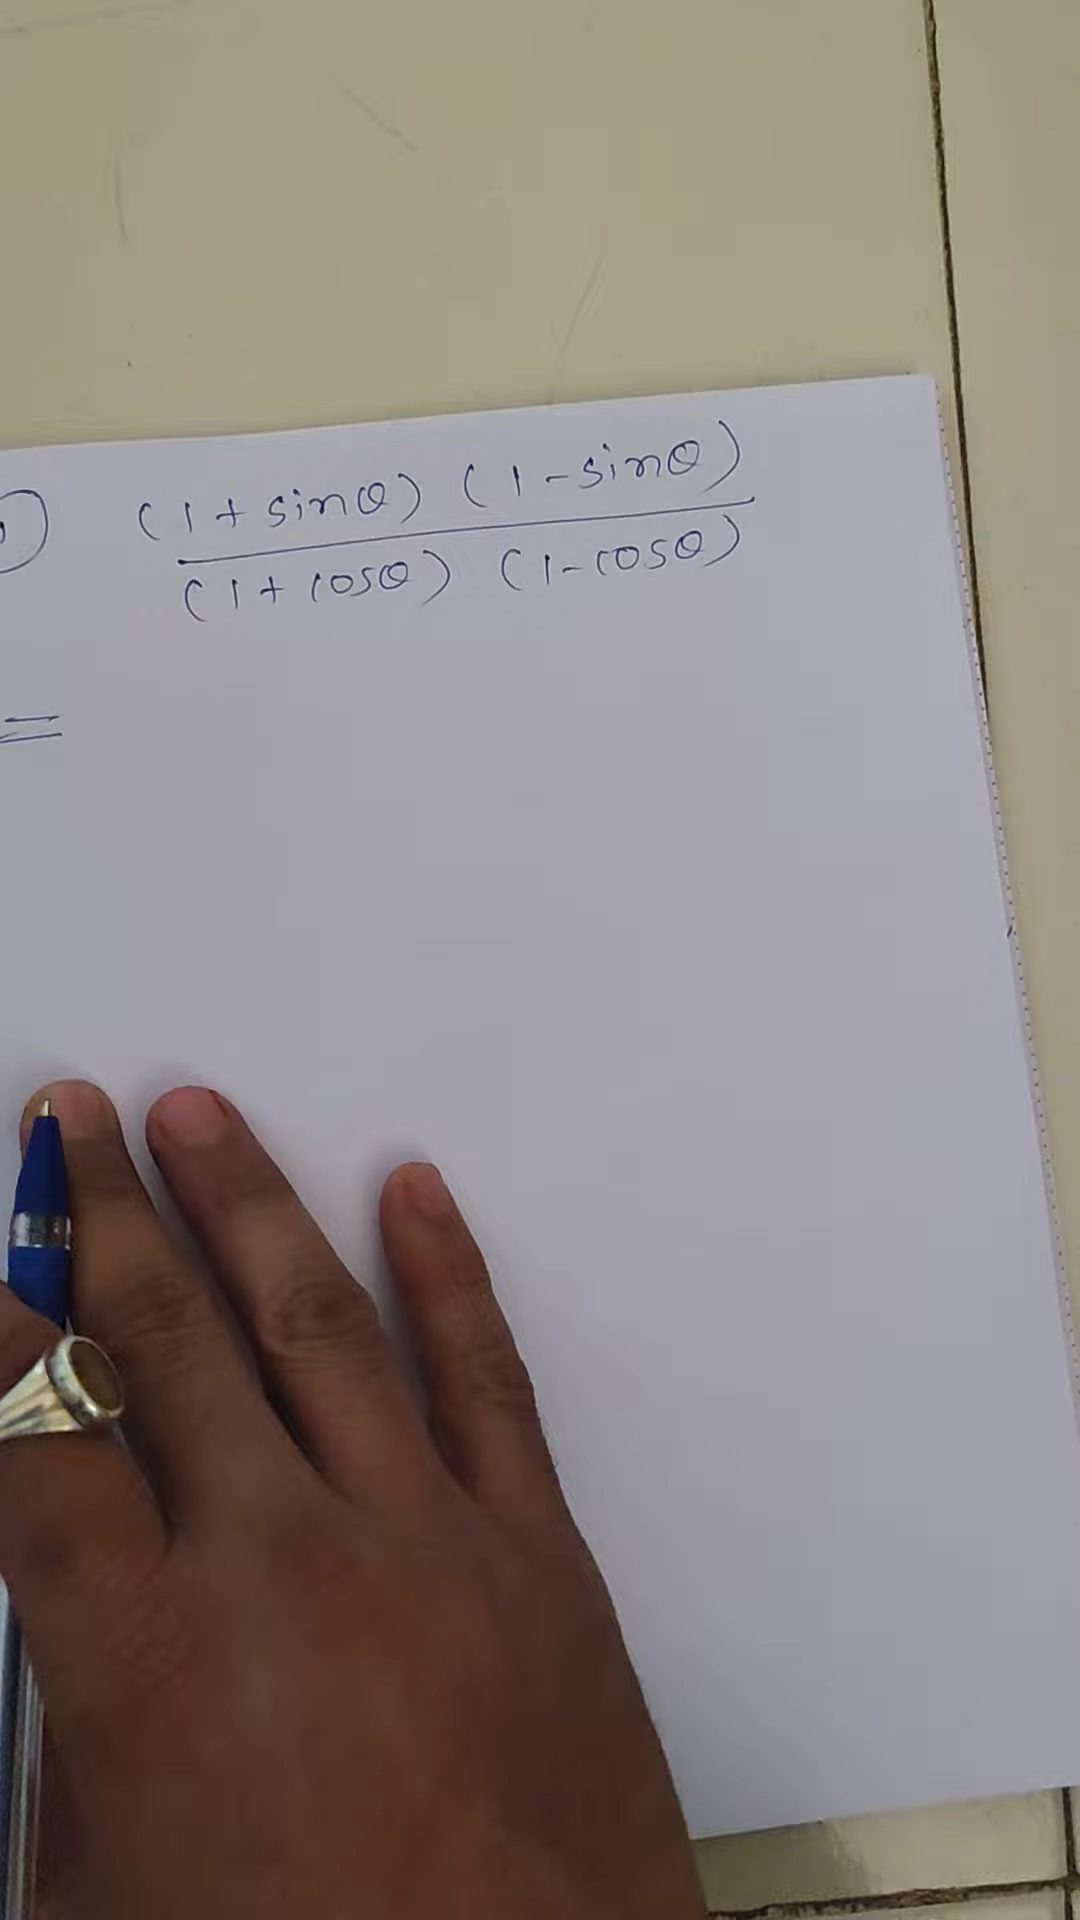 (1 + sinθ) (1 - sinθ)
(1 + cosθ) (1 - cosθ)
=